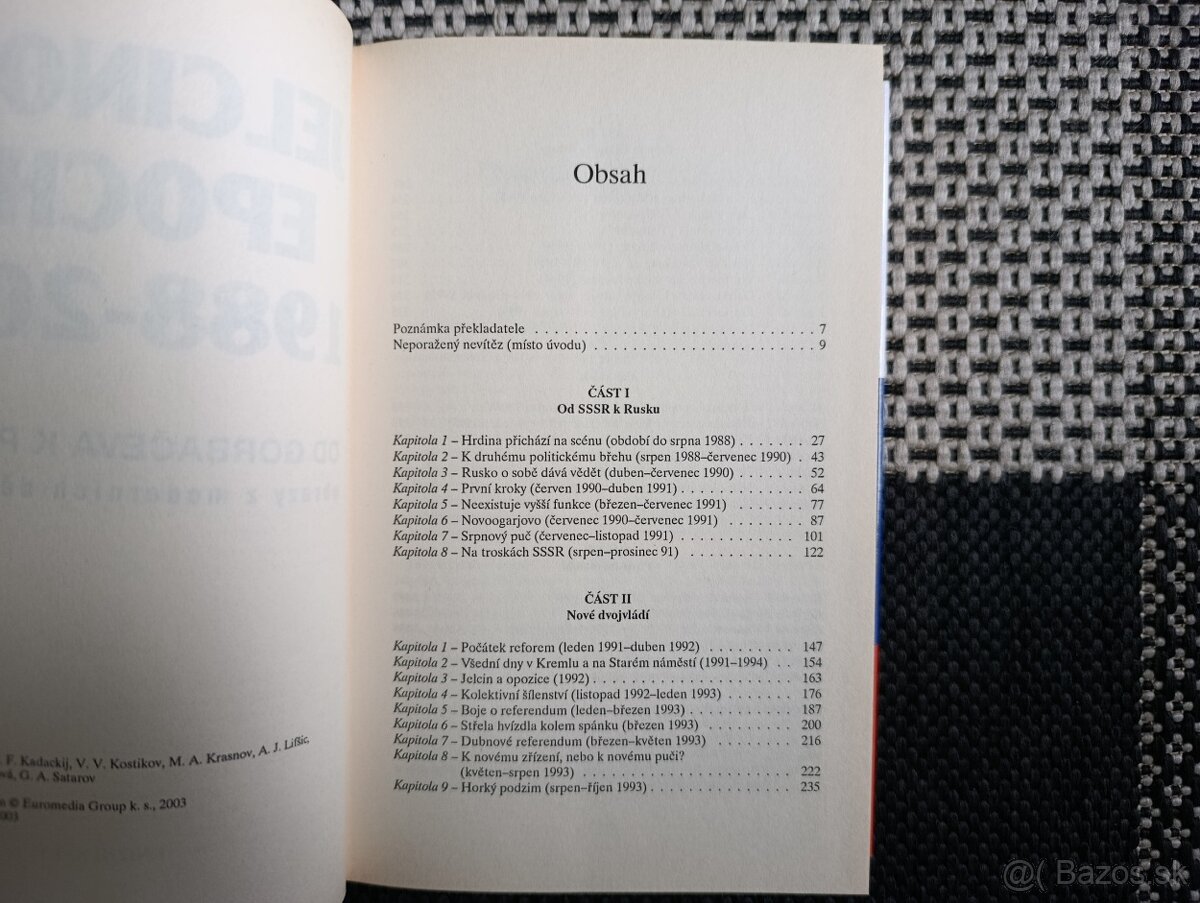 F. Kadackij, V. V. Kostikov, M. A. Krasnov, A. J. Lifšic,
G. A. Satarov
© Euromedia Group k. s., 2003
Obsah
Poznámka překladatele . . . . . . . . . . . . . . . . . . . . . . . . . . . . . 7
Neporažený nevítěz (místo úvodu) . . . . . . . . . . . . . . . . . . . . . . . 9
ČÁST I
Od SSSR k Rusku
Kapitola 1 – Hrdina přichází na scénu (období do srpna 1988) . . . . . . . 27
Kapitola 2 – K druhému politickému břehu (srpen 1988–červenec 1990) . 43
Kapitola 3 – Rusko o sobě dává vědět (duben–červenec 1990) . . . . . . . 52
Kapitola 4 – První kroky (červen 1990–duben 1991) . . . . . . . . . . . . . 64
Kapitola 5 – Neexistuje vyšší funkce (březen–červenec 1991) . . . . . . . 77
Kapitola 6 – Novoogarjovo (červenec 1990–červenec 1991) . . . . . . . . 87
Kapitola 7 – Srpnový puč (červenec–listopad 1991) . . . . . . . . . . . . 101
Kapitola 8 – Na troskách SSSR (srpen–prosinec 91) . . . . . . . . . . . 122
ČÁST II
Nové dvojvládí
Kapitola 1 – Počátek reforem (leden 1991–duben 1992) . . . . . . . . . 147
Kapitola 2 – Všední dny v Kremlu a na Starém náměstí (1991–1994) . . 154
Kapitola 3 – Jelcin a opozice (1992) . . . . . . . . . . . . . . . . . . . . . 163
Kapitola 4 – Kolektivní šílenství (listopad 1992–leden 1993) . . . . . . . 176
Kapitola 5 – Boje o referendum (leden–březen 1993) . . . . . . . . . . . 187
Kapitola 6 – Střela hvízdla kolem spánku (březen 1993) . . . . . . . . . 200
Kapitola 7 – Dubnové referendum (březen–květen 1993) . . . . . . . . . 216
Kapitola 8 – K novému zřízení, nebo k novému puči?
(květen–srpen 1993) . . . . . . . . . . . . . . . . . . . . . . 222
Kapitola 9 – Horký podzim (srpen–říjen 1993) . . . . . . . . . . . . . . . 235
@( Bazos.sk